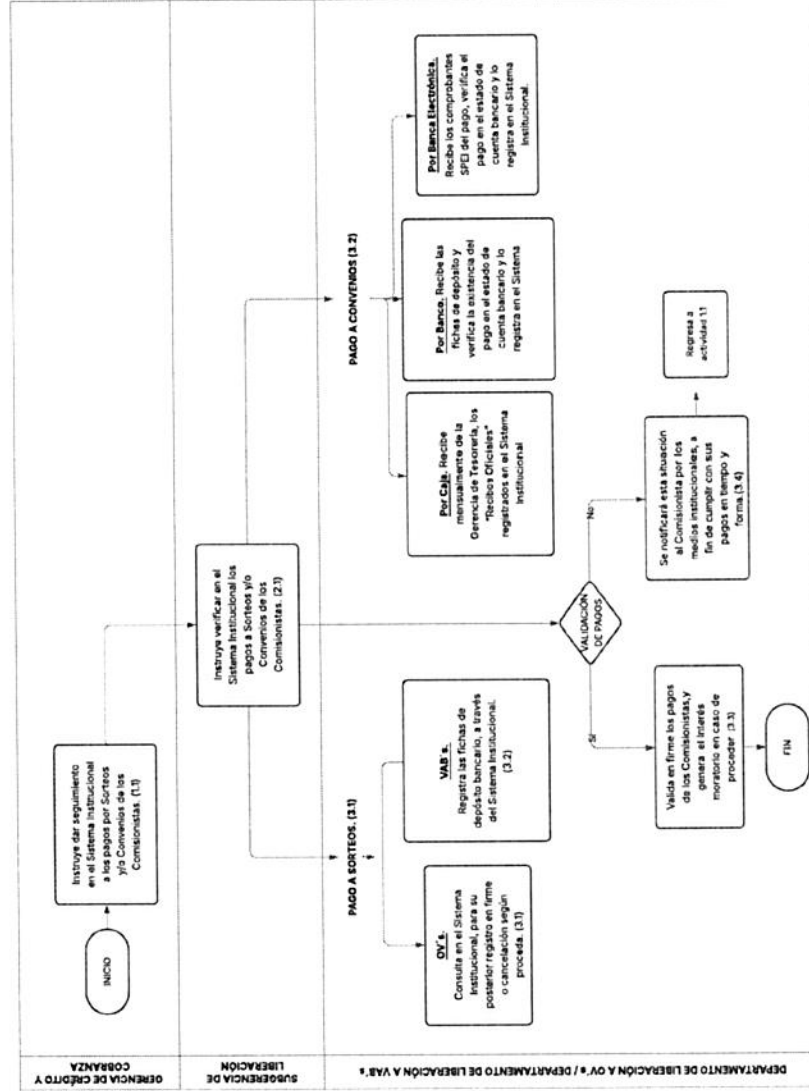 GERENCIA DE CRÉDITO Y
COBRANZA
INICIO
Instruye dar seguimiento
en el Sistema Instrucional
a los pagos por Sorteos
y/o Convenios de los
Comisionistas. (1.1)
SUBGERENCIA DE
LIBERACIÓN
Instruye verificar en el
Sistema Institucional los
pagos a Sorteos y/o
Convenios de los
Comisionistas. (2.1)
DEPARTAMENTO DE LIBERACIÓN A OV's / DEPARTAMENTO DE LIBERACIÓN A VAB's
PAGO A SORTEOS. (3.1)
PAGO A CONVENIOS (3.2)
OV's.
Consulta en el Sistema
Institucional, para su
posterior registro en firme
o cancelación según
proceda. (3.1)
VAB's.
Registra las fichas de
depósito bancario, a través
del Sistema Institucional.
(3.2)
Por Caja. Recibe
mensualmente de la
Gerencia de Tesorería, los
"Recibos Oficiales"
registrados en el Sistema
Institucional
Por Banco. Recibe las
fichas de depósito y
verifica la existencia del
pago en el estado de
cuenta bancario y lo
registra en el Sistema
Institucional.
Por Banca Electrónica.
Recibe los comprobantes
SPEI del pago, verifica el
pago en el estado de
cuenta bancario y lo
registra en el Sistema
Institucional.
VALIDACIÓN
DE PAGOS
Sí
No
Valida en firme los pagos
de los Comisionistas, y
genera el Interés
moratorio en caso de
proceder (3.3)
Se notificará esta situación
al Comisionista por los
medios institucionales, a
fin de cumplir con sus
pagos en tiempo y
forma.(3.4)
Regresa a
actividad 1.1
FIN